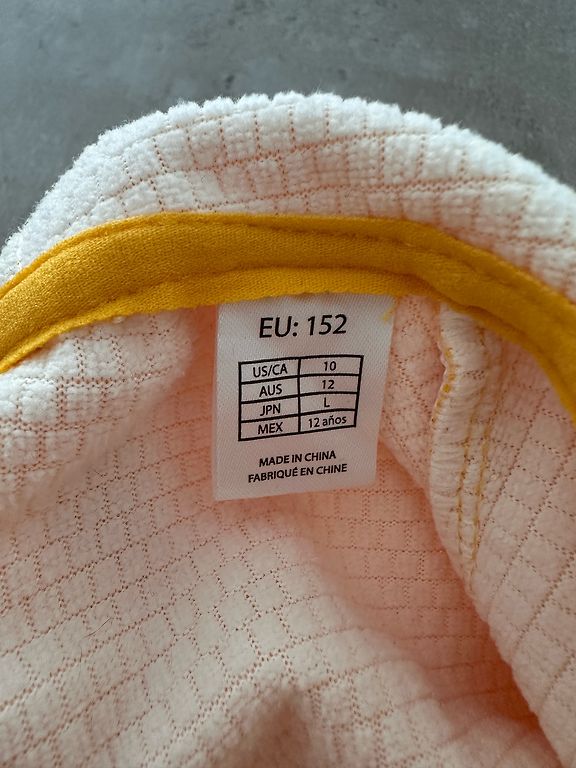 EU: 152
US/CA 10
AUS 12
JPN L
MEX 12 años
MADE IN CHINA
FABRIQUÉ EN CHINE